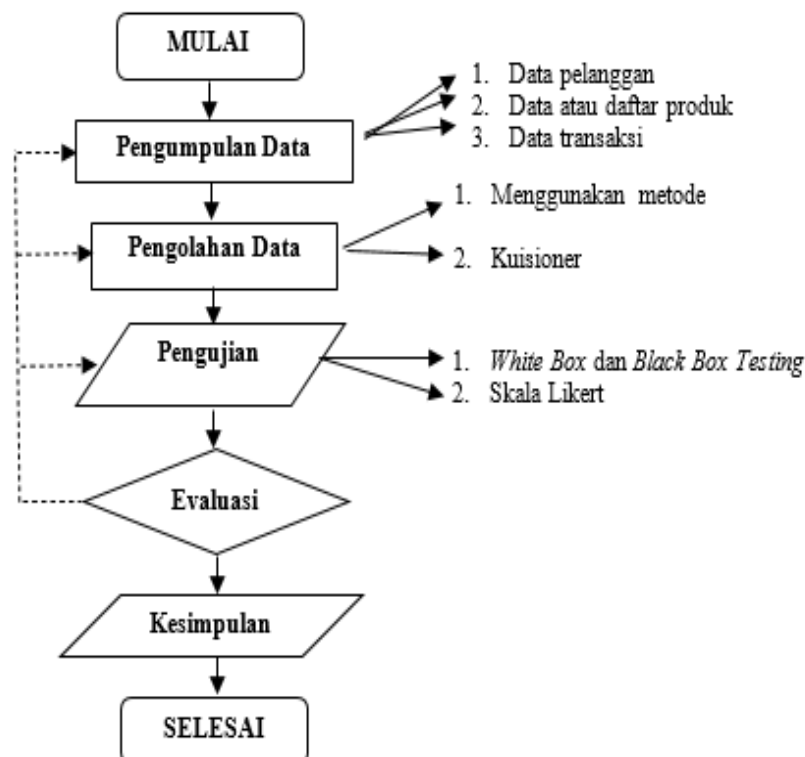 MULAI
Pengumpulan Data
1. Data pelanggan
2. Data atau daftar produk
3. Data transaksi
Pengolahan Data
1. Menggunakan metode
2. Kuisioner
Pengujian
1. White Box dan Black Box Testing
2. Skala Likert
Evaluasi
Kesimpulan
SELESAI